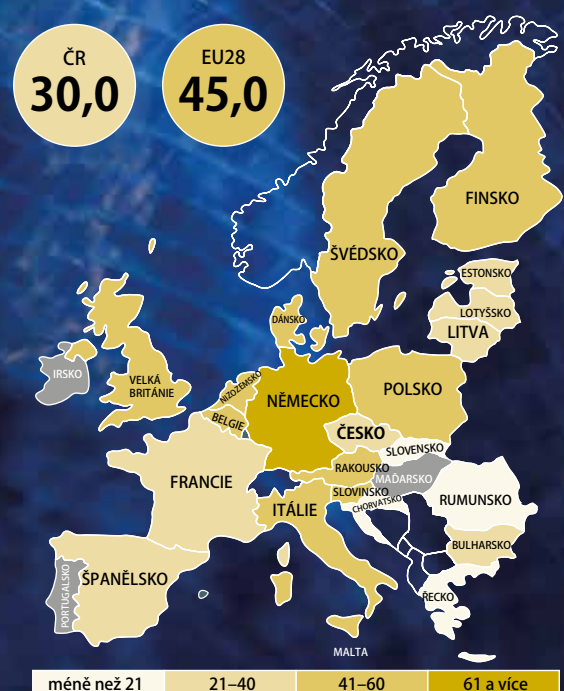 ČR
30,0
EU28
45,0
FINSKO
ŠVÉDSKO
ESTONSKO
LOTYŠSKO
LITVA
DÁNSKO
IRSKO
VELKÁ
BRITÁNIE
NIZOZEMSKO
BELGIE
NĚMECKO
POLSKO
ČESKO
SLOVENSKO
FRANCIE
RAKOUSKO
MAĎARSKO
SLOVINSKO
CHORVATSKO
RUMUNSKO
ITÁLIE
BULHARSKO
PORTUGALSKO
ŠPANĚLSKO
ŘECKO
MALTA
méně než 21
21–40
41–60
61 a více